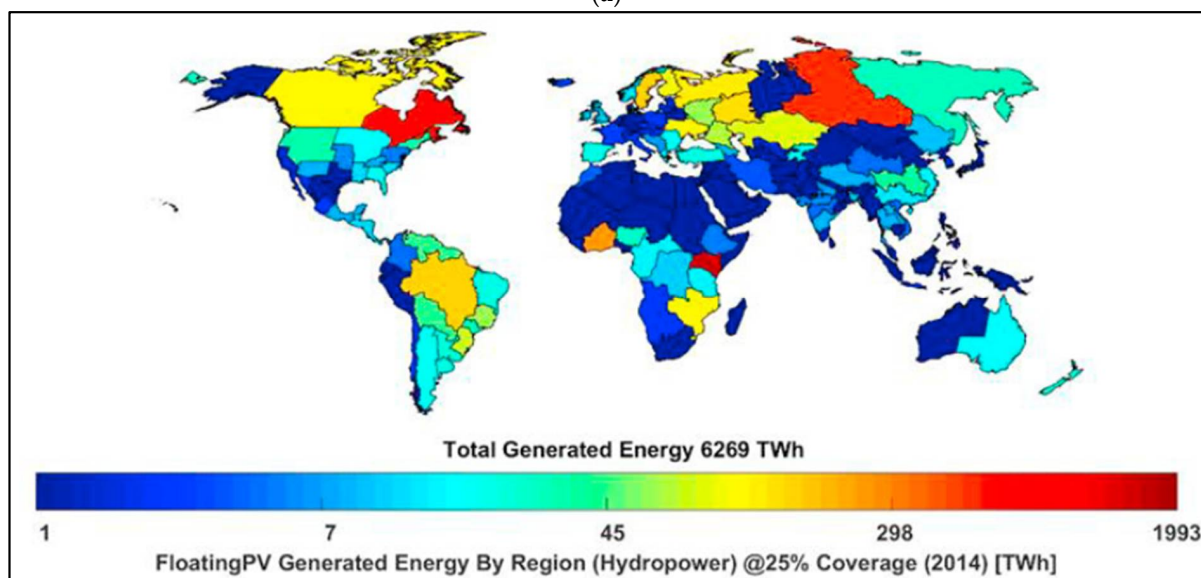 Total Generated Energy 6269 TWh
1 7 45 298 1993
FloatingPV Generated Energy By Region (Hydropower) @25% Coverage (2014) [TWh]